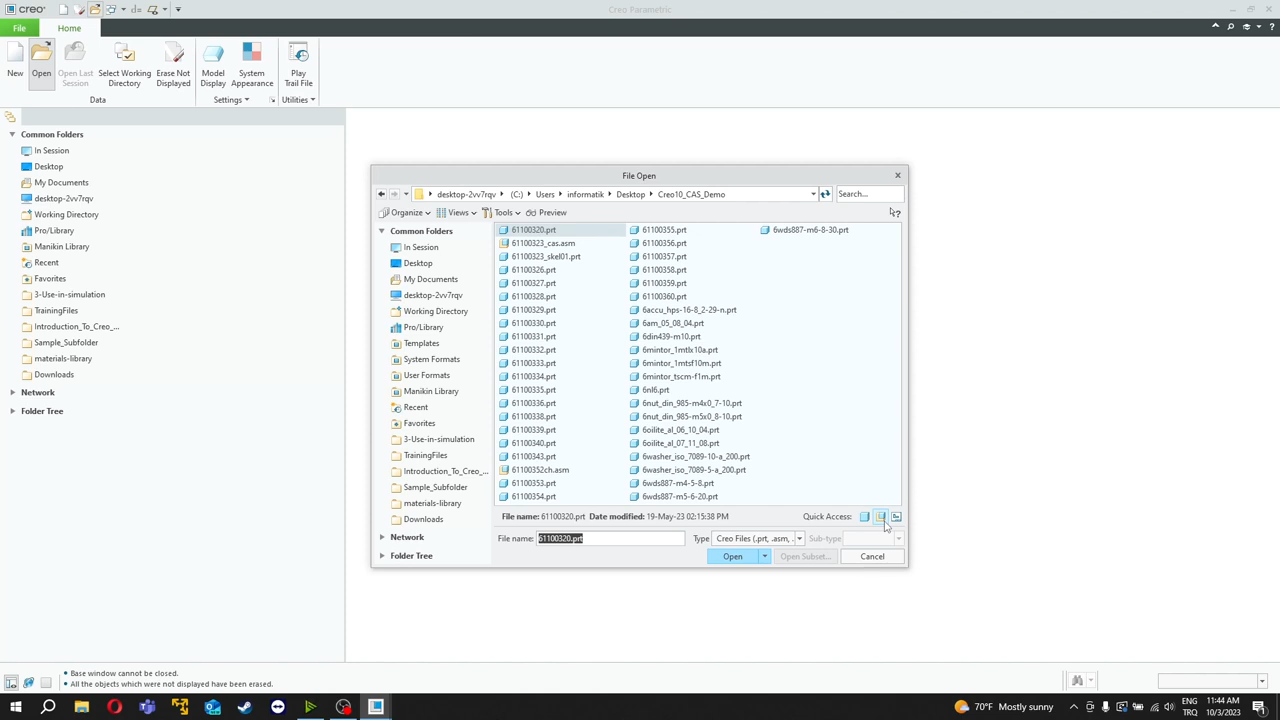 creo
Creo Parametric
File
Home
New
Open
Open Last Session
Select Working Directory
Erase Not Displayed
Model Display
System Appearance
Play Trail File
Data
Settings
Utilities
Common Folders
In Session
Desktop
My Documents
desktop-2vv7rqv
Working Directory
Pro/Library
Manikin Library
Recent
Favorites
3-Use-in-simulation
TrainingFiles
Introduction_To_Creo_...
Sample_Subfolder
materials-library
Downloads
Network
Folder Tree
File Open
desktop-2vv7rqv
(C:)
Users
informatik
Desktop
Creo10_CAS_Demo
Search...
Organize
Views
Tools
Preview
Common Folders
In Session
Desktop
My Documents
desktop-2vv7rqv
Working Directory
Pro/Library
Templates
System Formats
User Formats
Manikin Library
Recent
Favorites
3-Use-in-simulation
TrainingFiles
Introduction_To_Creo_...
Sample_Subfolder
materials-library
Downloads
Network
Folder Tree
61100320.prt
61100323_cas.asm
61100323_skel01.prt
61100326.prt
61100327.prt
61100328.prt
61100329.prt
61100330.prt
61100331.prt
61100332.prt
61100333.prt
61100334.prt
61100335.prt
61100336.prt
61100338.prt
61100339.prt
61100340.prt
61100343.prt
61100352ch.asm
61100353.prt
61100354.prt
61100355.prt
61100356.prt
61100357.prt
61100358.prt
61100359.prt
61100360.prt
6accu_hps-16-8_2-29-n.prt
6am_05_08_04.prt
6din439-m10.prt
6mintor_1mtlx10a.prt
6mintor_1mtsf10m.prt
6mintor_tscm-f1m.prt
6nl6.prt
6nut_din_985-m4x0_7-10.prt
6nut_din_985-m5x0_8-10.prt
6oilite_al_06_10_04.prt
6oilite_al_07_11_08.prt
6washer_iso_7089-10-a_200.prt
6washer_iso_7089-5-a_200.prt
6wds887-m4-5-8.prt
6wds887-m5-6-20.prt
6wds887-m6-8-30.prt
File name: 61100320.prt Date modified: 19-May-23 02:15:38 PM
Quick Access:
File name: 61100320.prt
Type Creo Files (.prt, .asm, .
Sub-type
Open
Open Subset...
Cancel
• Base window cannot be closed.
• All the objects which were not displayed have been erased.
70°F Mostly sunny
ENG
TRQ
11:44 AM
10/3/2023